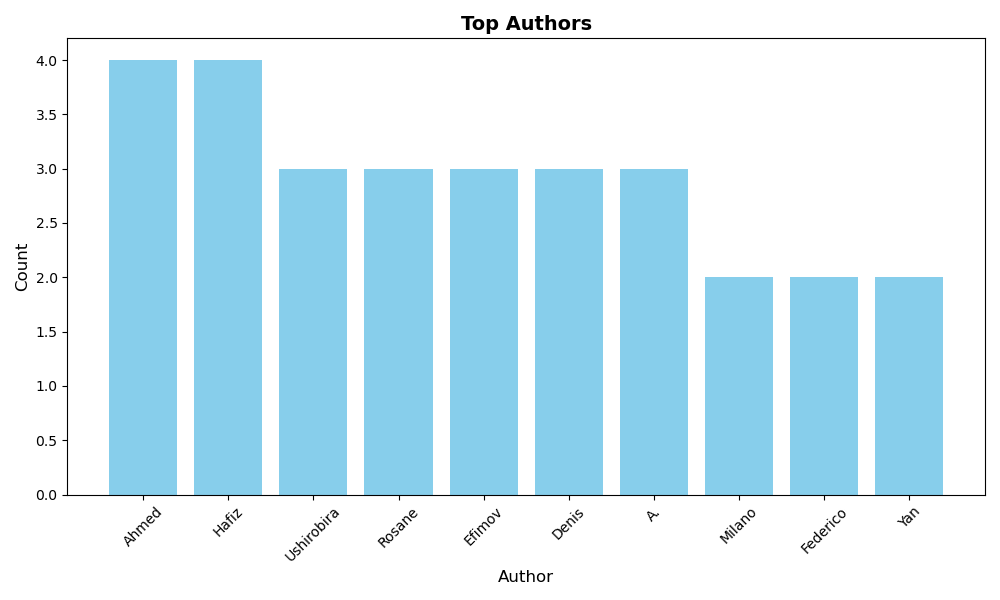 Top Authors
4.0
3.5
3.0
2.5
2.0
1.5
1.0
0.5
0.0
Count
Ahmed
Hafiz
Ushirobira
Rosane
Efimov
Denis
A.
Milano
Federico
Yan
Author